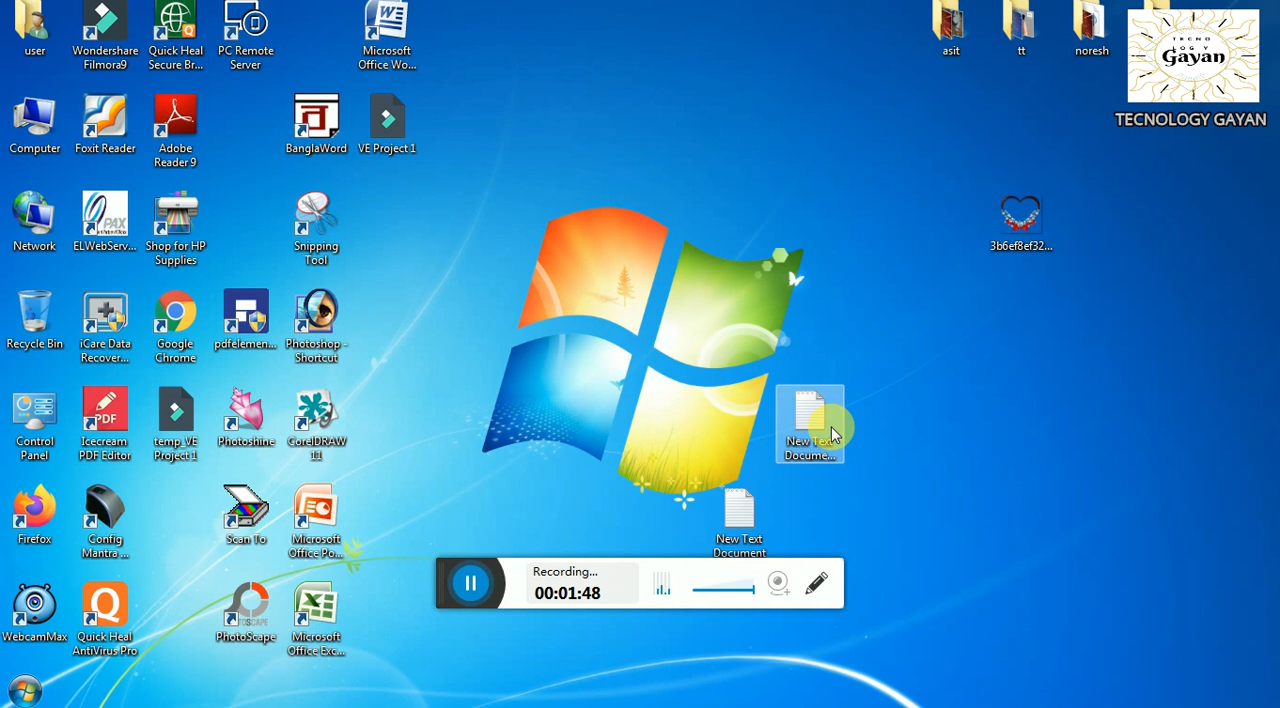 user
Wondershare
Filmora9
Quick Heal
Secure Br...
PC Remote
Server
Microsoft
Office Wo...
asit
tt
noresh
TECNO
LOGY
Gayan
TECNOLOGY GAYAN
Computer
Foxit Reader
Adobe
Reader 9
BanglaWord
VE Project 1
Network
ELWebServ...
Shop for HP
Supplies
Snipping
Tool
3b6ef8ef32...
Recycle Bin
iCare Data
Recover...
Google
Chrome
pdfelemen...
Photoshop -
Shortcut
Control
Panel
PDF
Icecream
PDF Editor
temp_VE
Project 1
Photoshine
CorelDRAW
11
New Text
Docume...
Firefox
Config
Mantra ...
Scan To
Microsoft
Office Po...
New Text
Document
Recording...
00:01:48
WebcamMax
Quick Heal
AntiVirus Pro
PhotoScape
Microsoft
Office Exc...